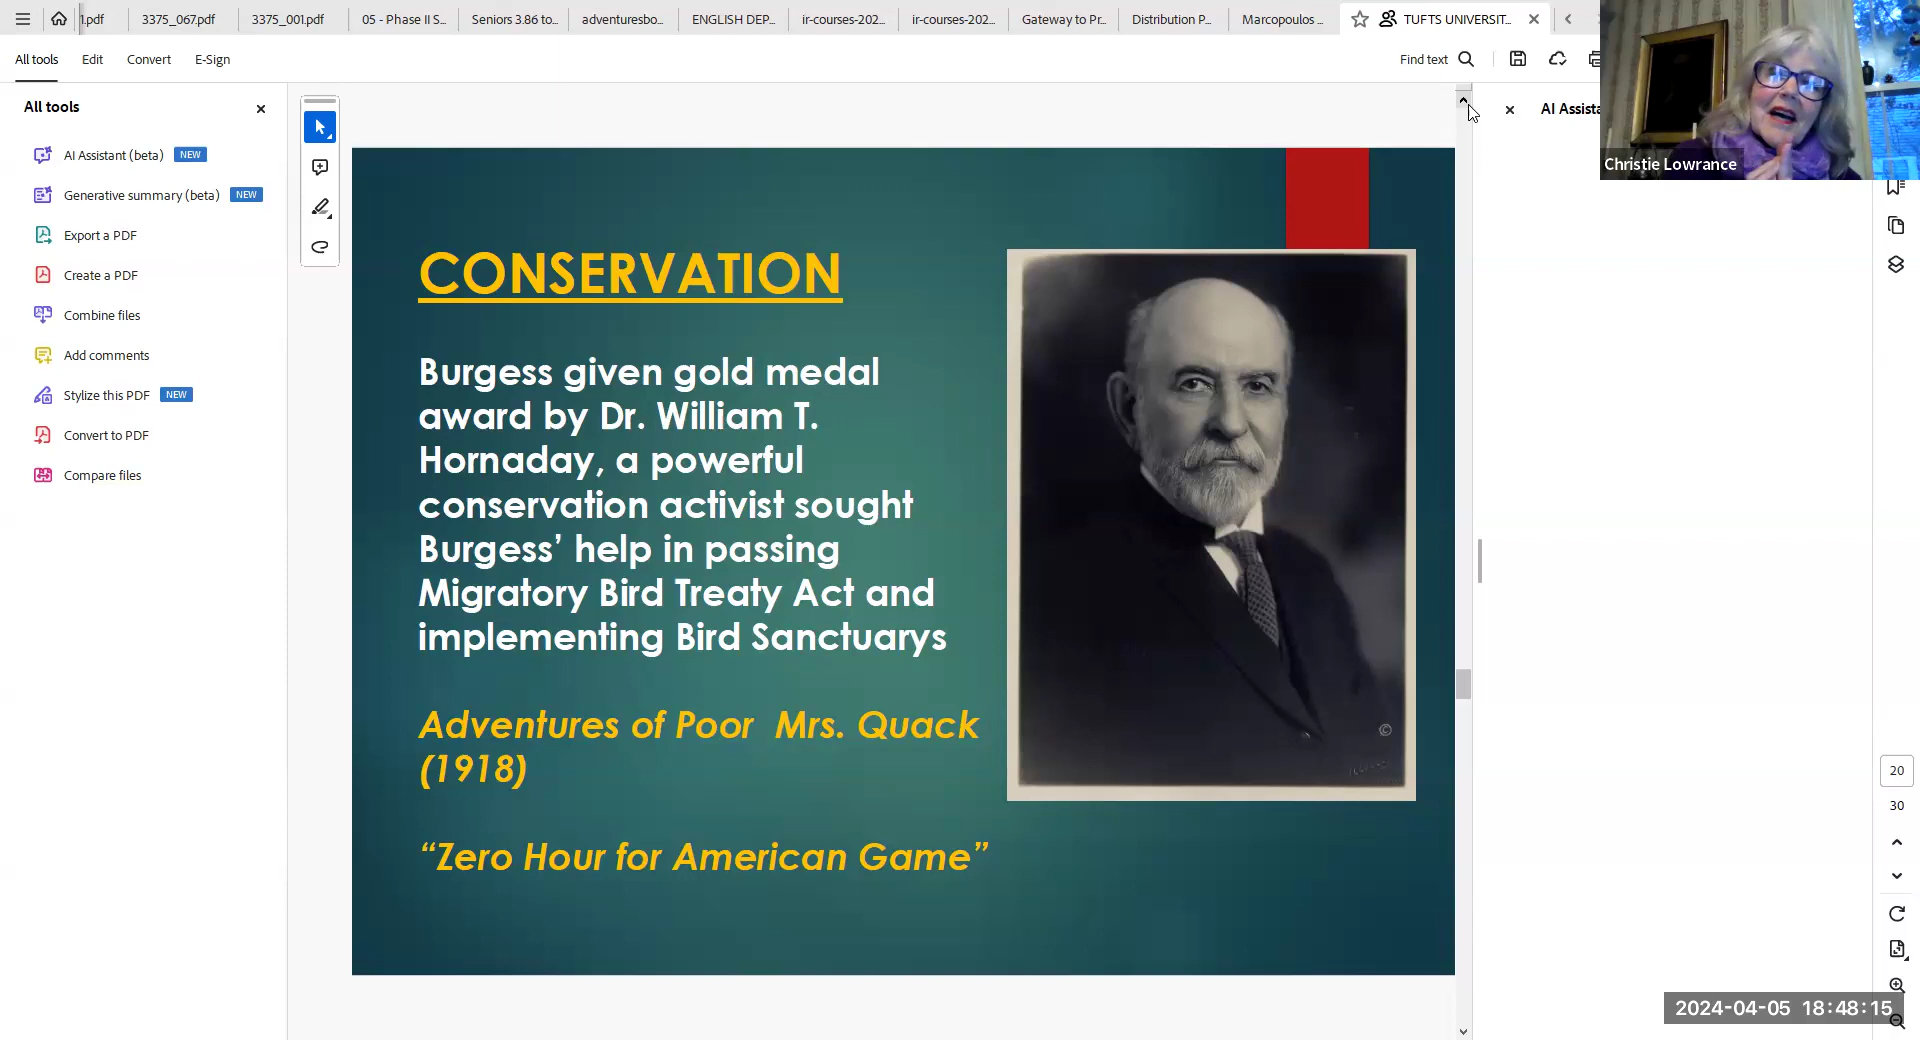 1.pdf
3375_067.pdf
3375_001.pdf
05 - Phase II S...
Seniors 3.86 to...
adventuresbo...
ENGLISH DEP...
ir-courses-202...
ir-courses-202...
Gateway to Pr...
Distribution P...
Marcopoulos ...
TUFTS UNIVERSIT...
All tools
Edit
Convert
E-Sign
Find text
All tools
AI Assistant (beta) NEW
Generative summary (beta) NEW
Export a PDF
Create a PDF
Combine files
Add comments
Stylize this PDF NEW
Convert to PDF
Compare files
CONSERVATION
Burgess given gold medal
award by Dr. William T.
Hornaday, a powerful
conservation activist sought
Burgess’ help in passing
Migratory Bird Treaty Act and
implementing Bird Sanctuarys
Adventures of Poor Mrs. Quack
(1918)
“Zero Hour for American Game”
©
AI Assista
Christie Lowrance
20
30
2024-04-05 18:48:15